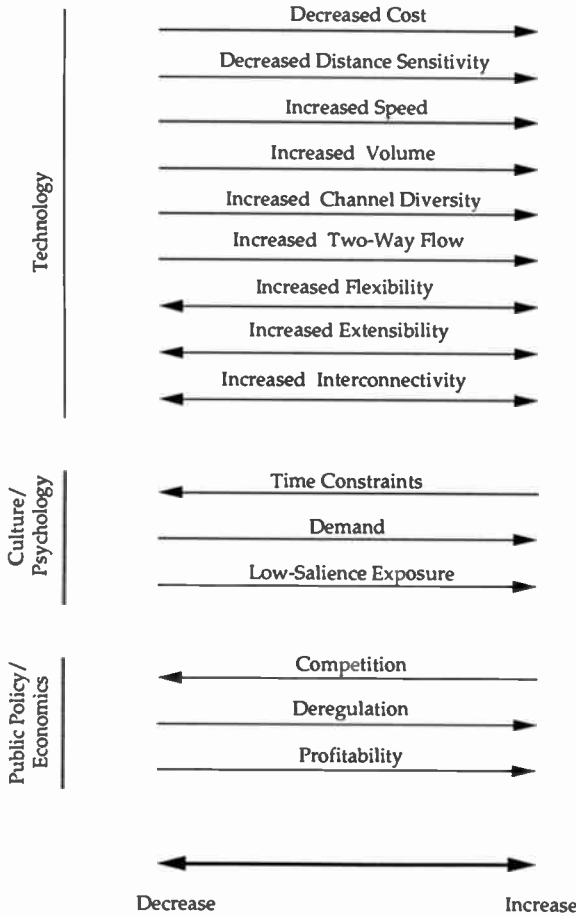 Technology
Decreased Cost
Decreased Distance Sensitivity
Increased Speed
Increased Volume
Increased Channel Diversity
Increased Two-Way Flow
Increased Flexibility
Increased Extensibility
Increased Interconnectivity
Culture/
Psychology
Time Constraints
Demand
Low-Salience Exposure
Public Policy/
Economics
Competition
Deregulation
Profitability
Decrease
Increase